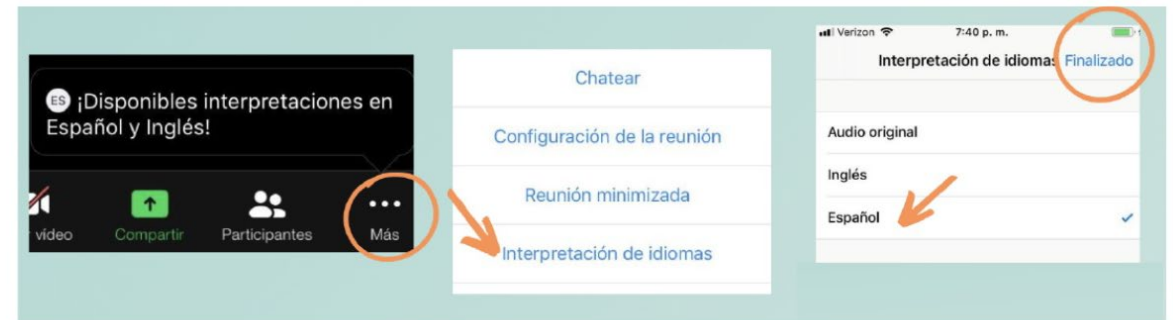 ES ¡Disponibles interpretaciones en
Español y Inglés!
video
Compartir
Participantes
Más
Chatear
Configuración de la reunión
Reunión minimizada
Interpretación de idiomas
Verizon 7:40 p. m.
Interpretación de idiomas Finalizado
Audio original
Inglés
Español